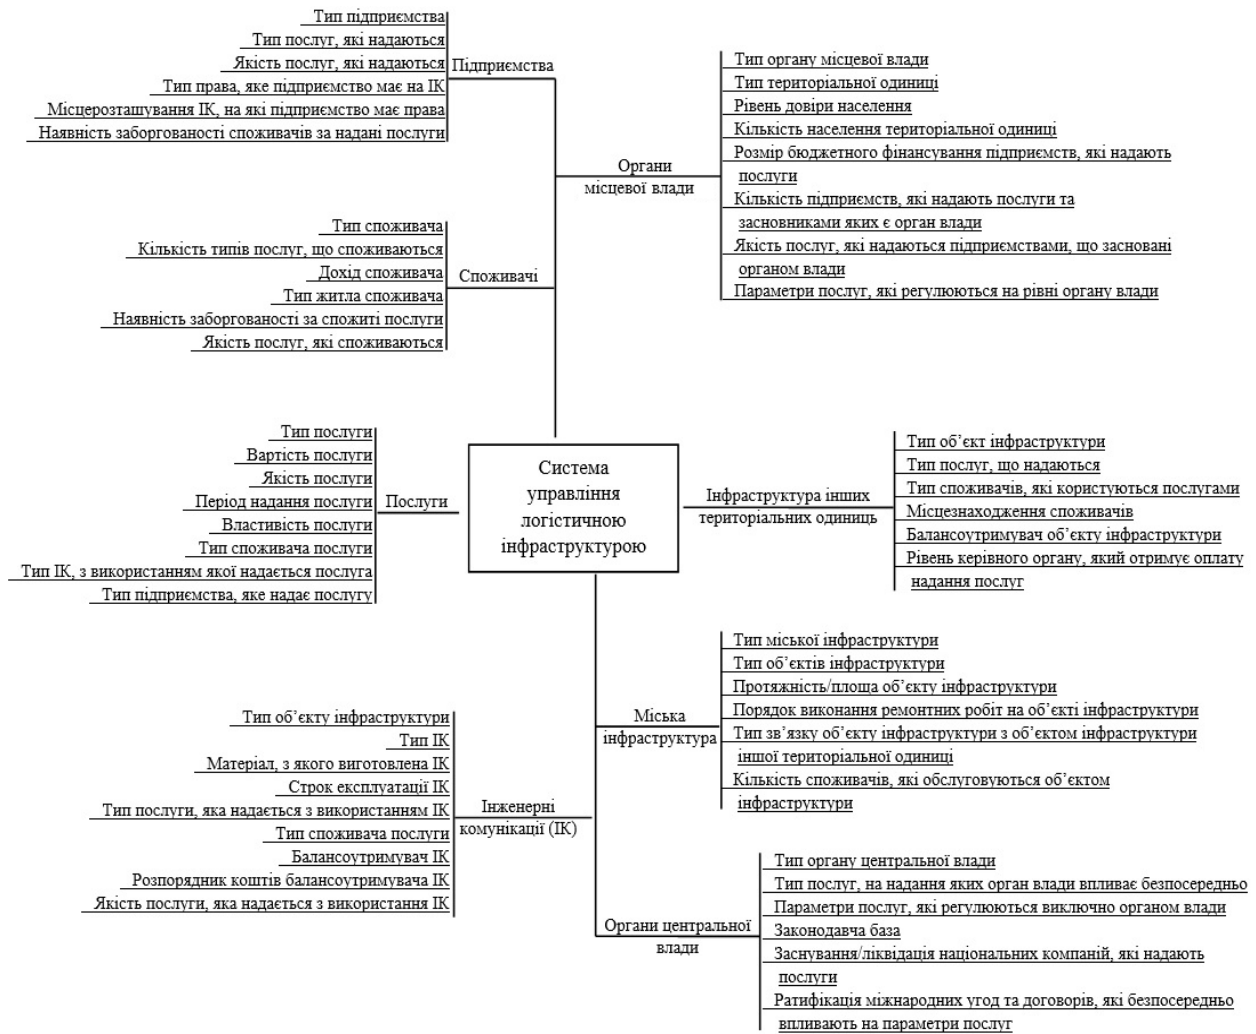 Тип підприємства
Тип послуг, які надаються
Якість послуг, які надаються
Тип права, яке підприємство має на ІК
Місцерозташування ІК, на які підприємство має права
Наявність заборгованості споживачів за надані послуги
Підприємства
Тип органу місцевої влади
Тип територіальної одиниці
Рівень довіри населення
Кількість населення територіальної одиниці
Розмір бюджетного фінансування підприємств, які надають
послуги
Кількість підприємств, які надають послуги та
засновниками яких є орган влади
Якість послуг, які надаються підприємствами, що засновані
органом влади
Параметри послуг, які регулюються на рівні органу влади
Органи
місцевої влади
Тип споживача
Кількість типів послуг, що споживаються
Дохід споживача
Тип житла споживача
Наявність заборгованості за спожиті послуги
Якість послуг, які споживаються
Споживачі
Тип послуги
Вартість послуги
Якість послуги
Період надання послуги
Властивість послуги
Тип споживача послуги
Тип ІК, з використанням якої надається послуга
Тип підприємства, яке надає послугу
Послуги
Система
управління
логістичною
інфраструктурою
Інфраструктура інших
територіальних одиниць
Тип об’єкт інфраструктури
Тип послуг, що надаються
Тип споживачів, які користуються послугами
Місцезнаходження споживачів
Балансоутримувач об’єкту інфраструктури
Рівень керівного органу, який отримує оплату
надання послуг
Тип міської інфраструктури
Тип об’єктів інфраструктури
Протяжність/площа об’єкту інфраструктури
Порядок виконання ремонтних робіт на об’єкті інфраструктури
Тип зв’язку об’єкту інфраструктури з об’єктом інфраструктури
іншої територіальної одиниці
Кількість споживачів, які обслуговуються об’ектом
інфраструктури
Міська
інфраструктура
Тип об’єкту інфраструктури
Тип ІК
Матеріал, з якого виготовлена ІК
Строк експлуатації ІК
Тип послуги, яка надається з використанням ІК
Тип споживача послуги
Балансоутримувач ІК
Розпорядник коштів балансоутримувача ІК
Якість послуги, яка надається з використання ІК
Інженерні
комунікації (ІК)
Органи центральної
влади
Тип органу центральної влади
Тип послуг, на надання яких орган влади впливає безпосередньо
Параметри послуг, які регулюються виключно органом влади
Законодавча база
Заснування/ліквідація національних компаній, які надають
послуги
Ратифікація міжнародних угод та договорів, які безпосередньо
впливають на параметри послуг